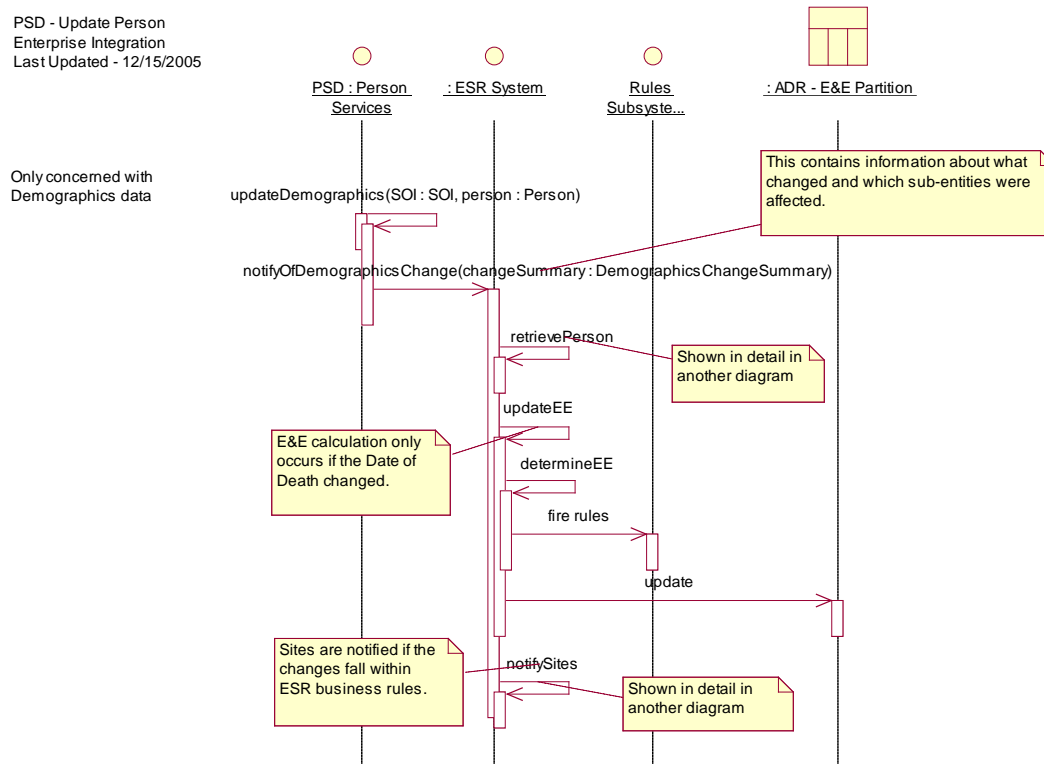 PSD - Update Person
Enterprise Integration
Last Updated - 12/15/2005
PSD : Person
Services
: ESR System
Rules
Subsyste...
: ADR - E&E Partition
Only concerned with
Demographics data
This contains information about what
changed and which sub-entities were
affected.
updateDemographics(SOI : SOI, person : Person)
notifyOfDemographicsChange(changeSummary : DemographicsChangeSummary)
retrievePerson
Shown in detail in
another diagram
updateEE
E&E calculation only
occurs if the Date of
Death changed.
determineEE
fire rules
update
Sites are notified if the
changes fall within
ESR business rules.
notifySites
Shown in detail in
another diagram